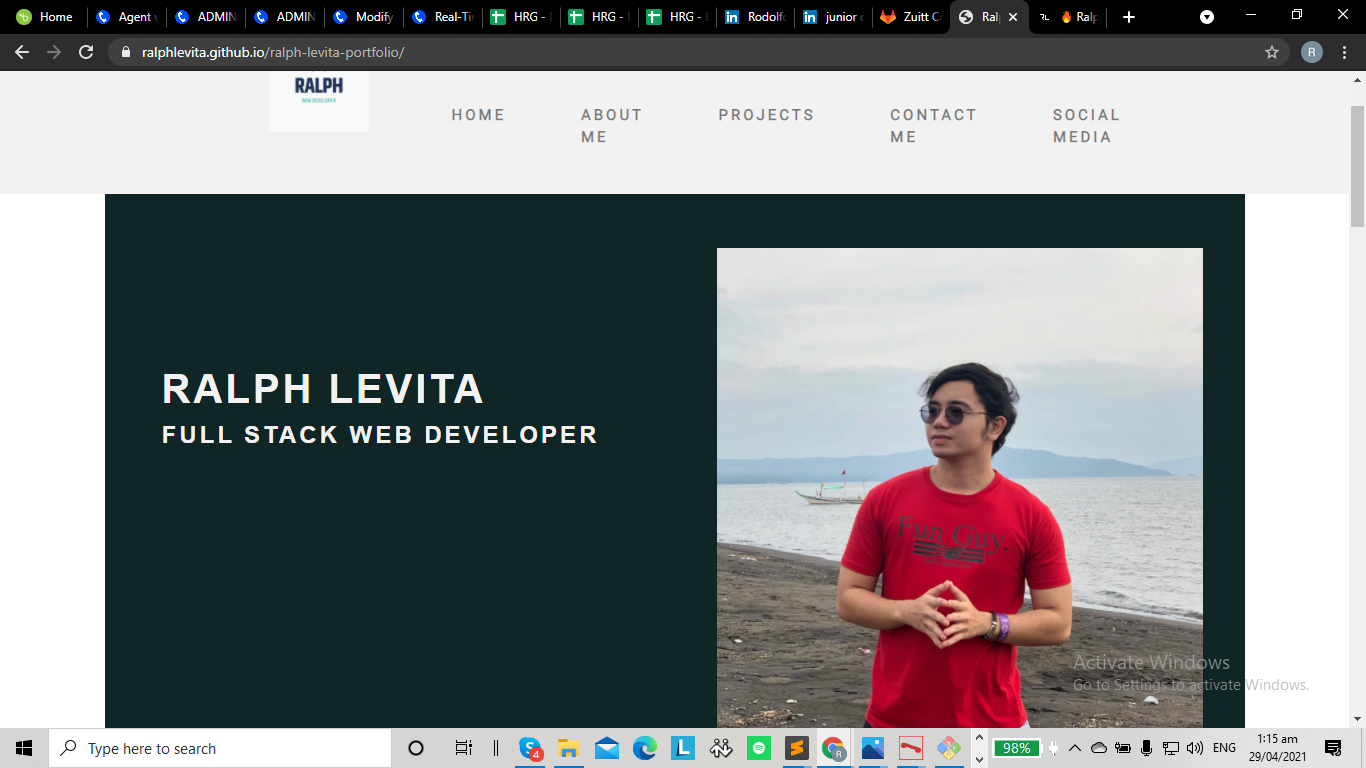 Home
Agent
ADMIN
ADMIN
Modify
Real-Ti
HRG -
HRG -
HRG -
Rodolf
junior
Zuitt C
Ral
Ralp
ralphlevita.github.io/ralph-levita-portfolio/
R
RALPH
WEB DEVELOPER
HOME
ABOUT ME
PROJECTS
CONTACT ME
SOCIAL MEDIA
RALPH LEVITA
FULL STACK WEB DEVELOPER
Fun Guy.
Activate Windows
Go to Settings to activate Windows.
Type here to search
4
L
R
98%
ENG
1:15 am
29/04/2021